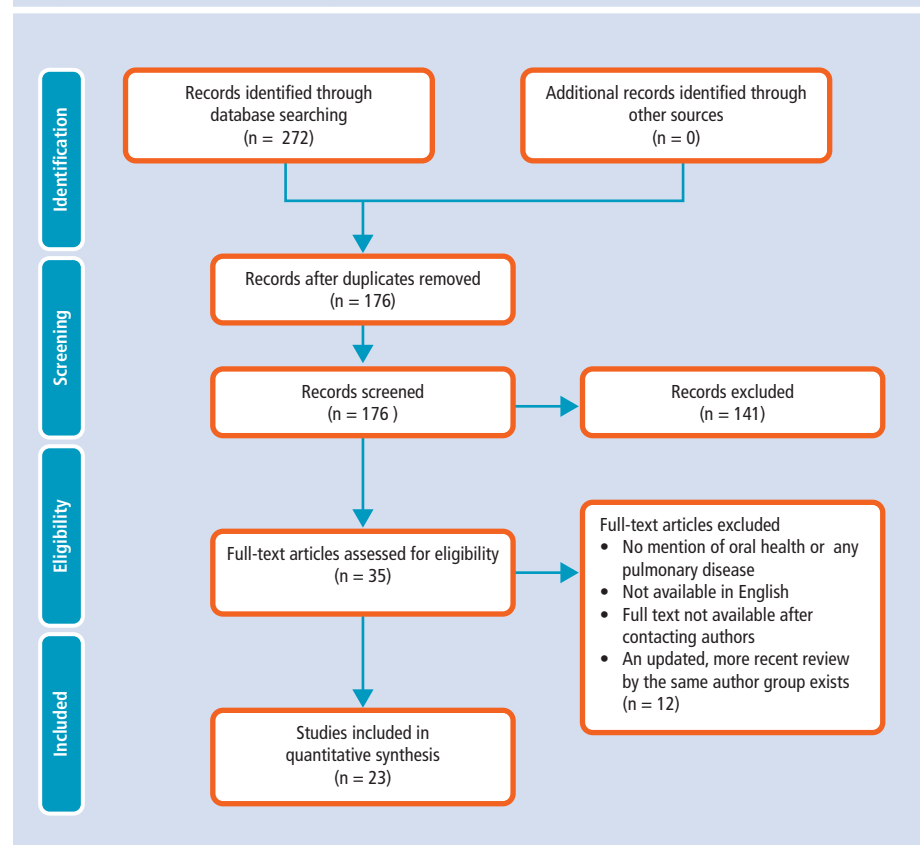 Identification
Records identified through
database searching
(n = 272)
Additional records identified through
other sources
(n = 0)
Screening
Records after duplicates removed
(n = 176)
Records screened
(n = 176 )
Records excluded
(n = 141)
Eligibility
Full-text articles assessed for eligibility
(n = 35)
Full-text articles excluded
• No mention of oral health or any
pulmonary disease
• Not available in English
• Full text not available after
contacting authors
• An updated, more recent review
by the same author group exists
(n = 12)
Included
Studies included in
quantitative synthesis
(n = 23)